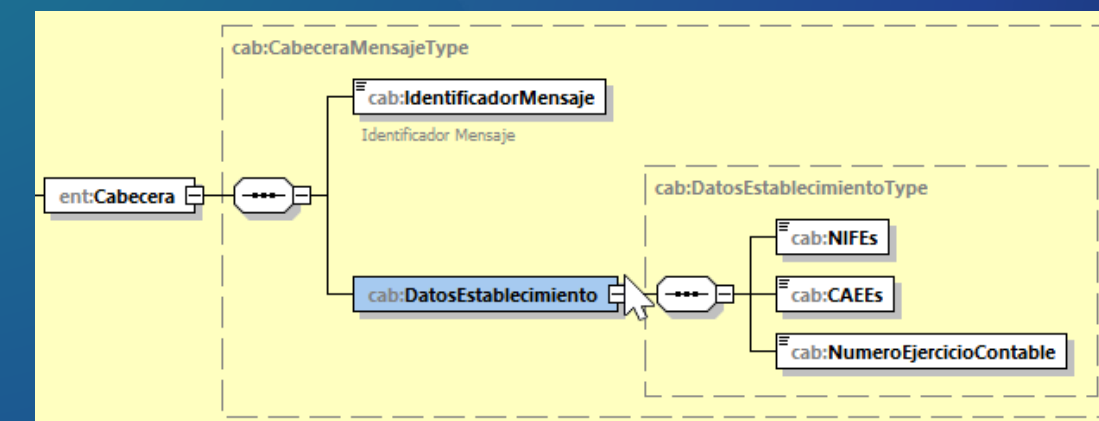 cab:CabeceraMensajeType
cab:IdentificadorMensaje
Identificador Mensaje
ent:Cabecera
cab:DatosEstablecimientoType
cab:NIFEs
cab:DatosEstablecimiento
cab:CAEEs
cab:NumeroEjercicioContable